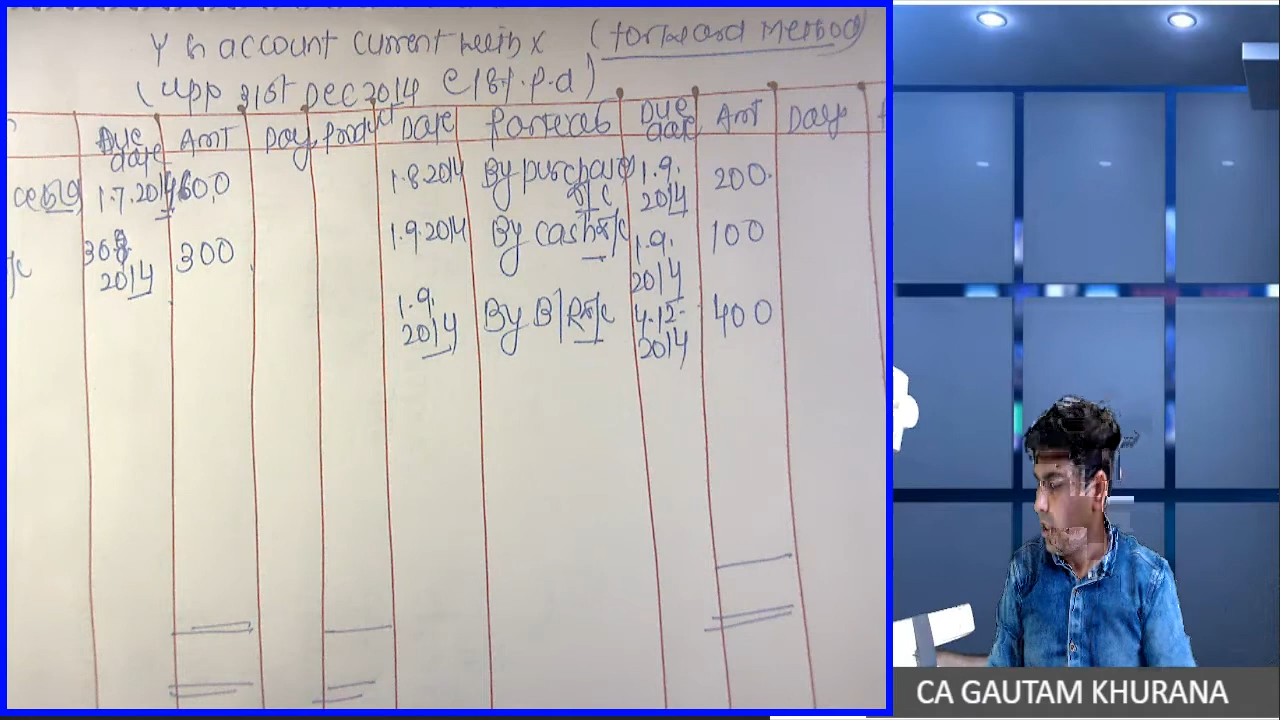 Y In account current with X (Forward Method)
(upp 31st Dec 2014 @ 18% p.a)
Due date Amt Day Product Date Particulars Due date Amt Days
1.7.2014 600 1.8.2014 By purchase a/c 1.9.2014 200
300 1.9.2014 By cash a/c 1.9.2014 100
2014
1.9.2014 By B/R a/c 4.12.2014 400
CA GAUTAM KHURANA